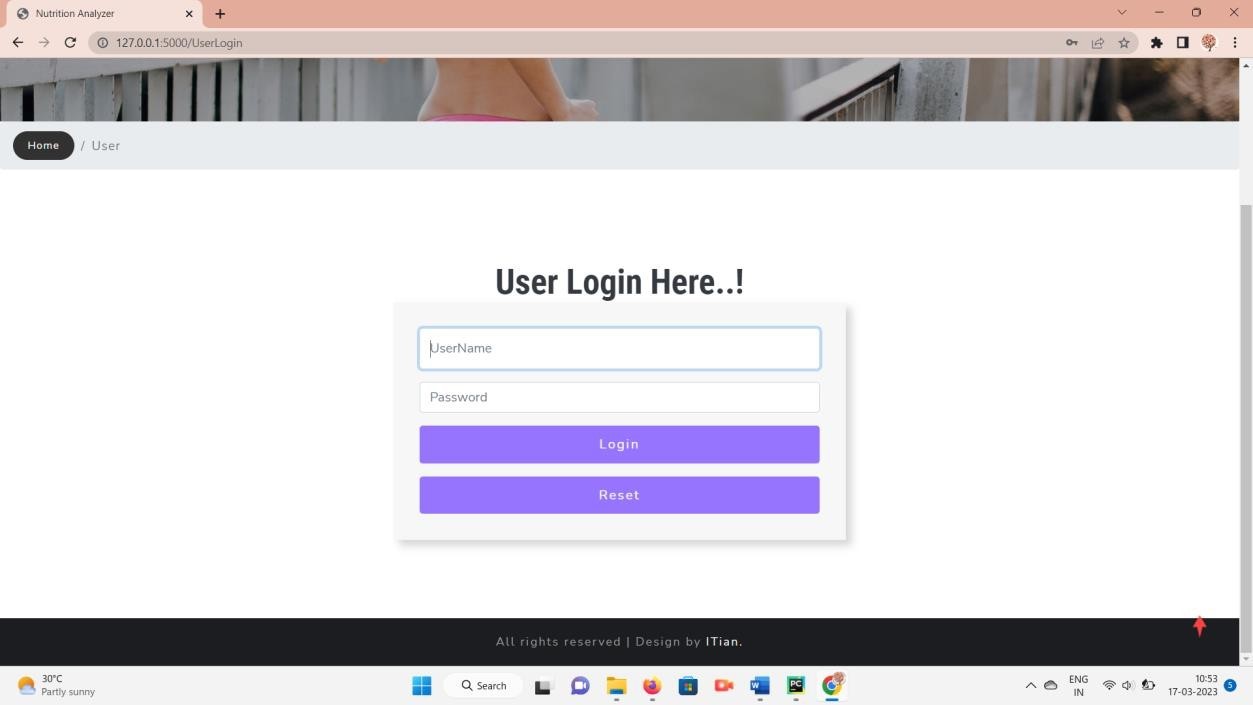 Nutrition Analyzer
127.0.0.1:5000/UserLogin
Home / User
User Login Here..!
UserName
Password
Login
Reset
All rights reserved | Design by ITian.
30°C
Partly sunny
Search
W
PC
ENG
IN
10:53
17-03-2023
5